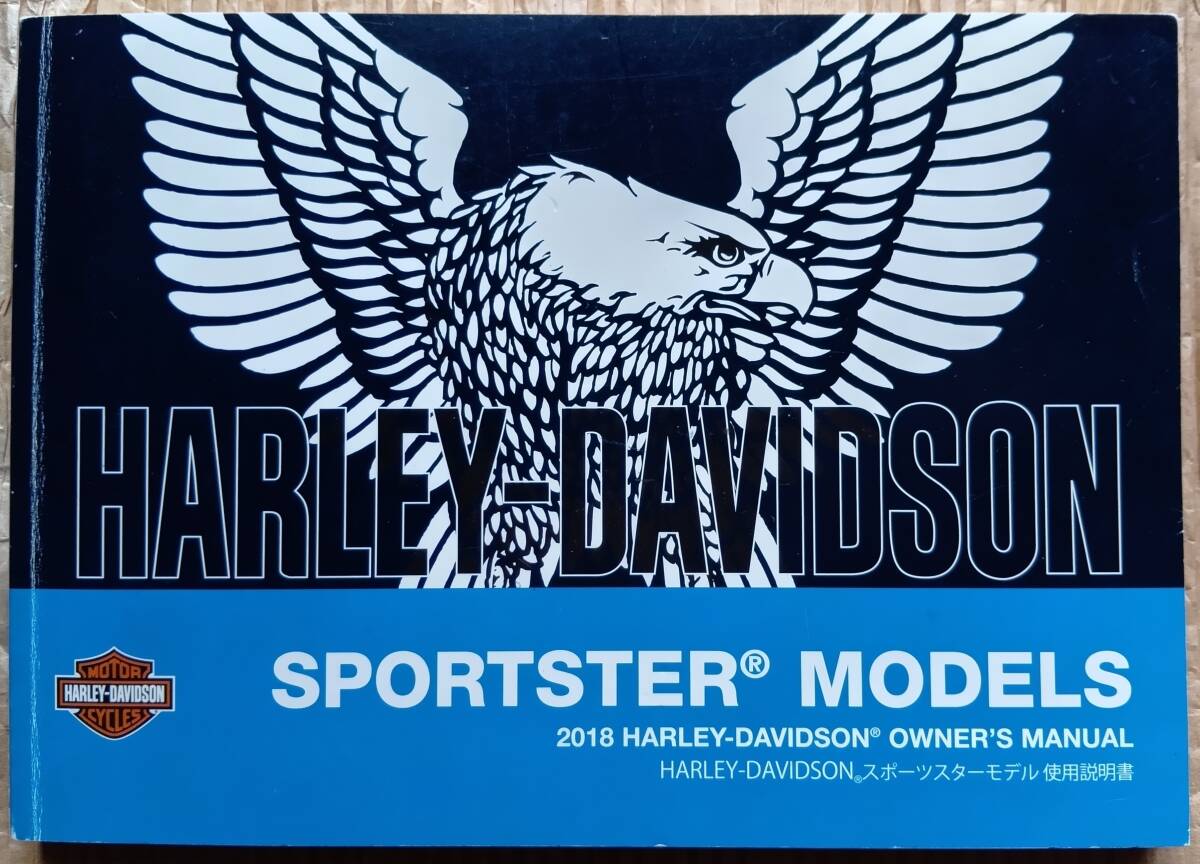 HARLEY-DAVIDSON
MOTOR
HARLEY-DAVIDSON
CYCLES
SPORTSTER® MODELS
2018 HARLEY-DAVIDSON® OWNER'S MANUAL
HARLEY-DAVIDSON®スポーツスターモデル 使用説明書